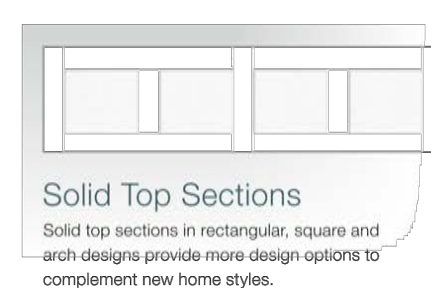 Solid Top Sections
Solid top sections in rectangular, square and
arch designs provide more design options to
complement new home styles.